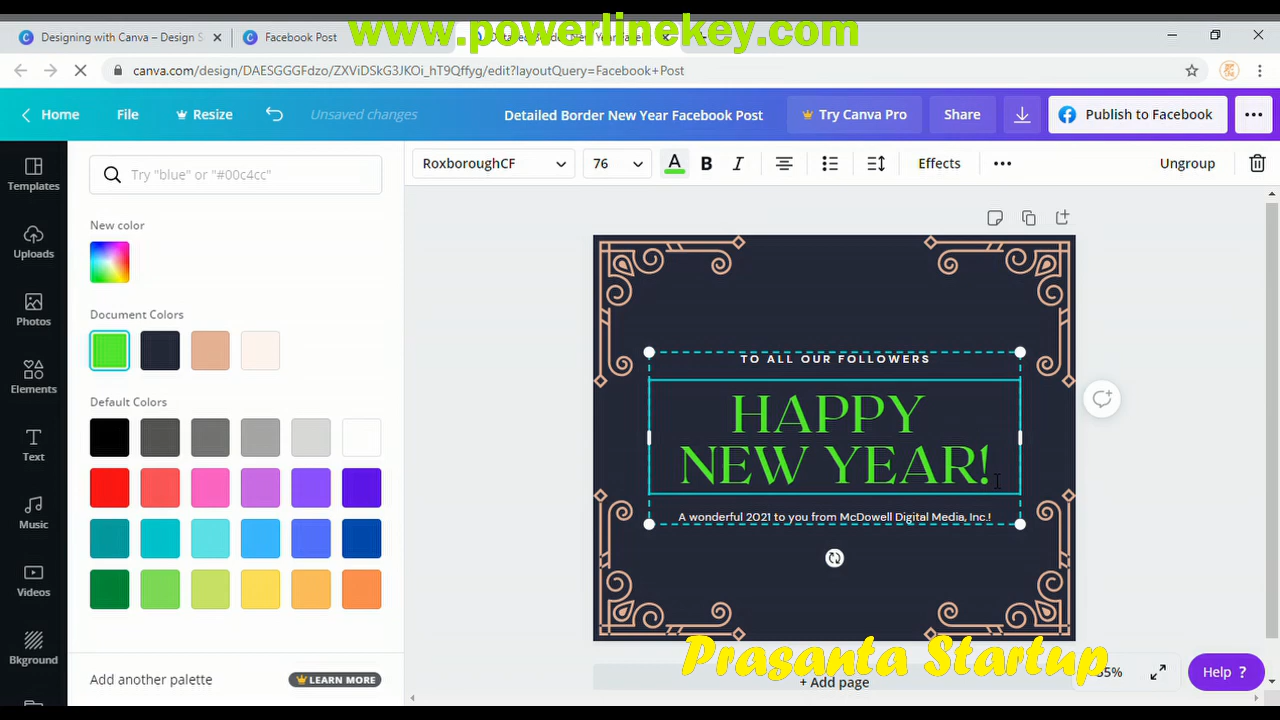 www.powerlinekey.com
Designing with Canva – Design S
Facebook Post
canva.com/design/DAESGGGFdzo/ZXViDSkG3JKOi_hT9Qffyg/edit?layoutQuery=Facebook+Post
Home
File
Resize
Unsaved changes
Detailed Border New Year Facebook Post
Try Canva Pro
Share
Publish to Facebook
Templates
Uploads
Photos
Elements
Text
Music
Videos
Bkground
Try "blue" or "#00c4cc"
RoxboroughCF
76
A
B
I
Effects
Ungroup
New color
Document Colors
Default Colors
Add another palette
LEARN MORE
TO ALL OUR FOLLOWERS
HAPPY
NEW YEAR!
A wonderful 2021 to you from McDowell Digital Media, Inc.!
Prasanta Startup
+ Add page
Help ?